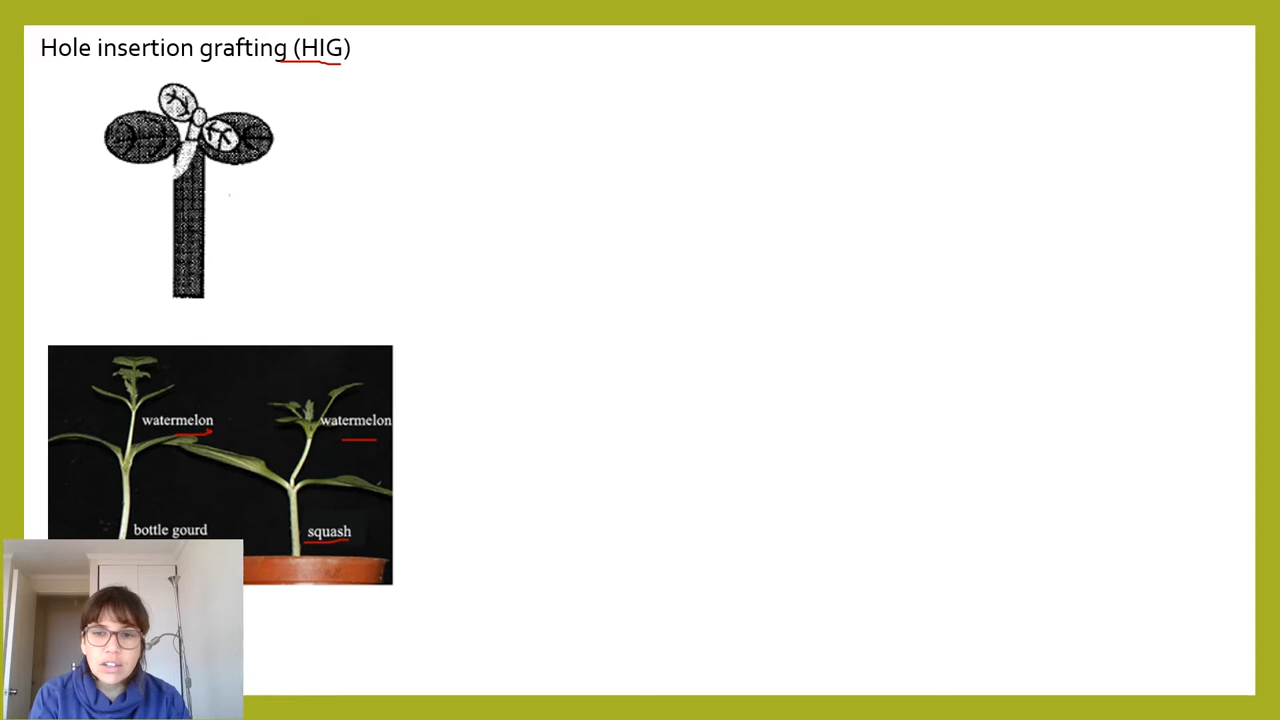 Hole insertion grafting (HIG)
watermelon
watermelon
bottle gourd
squash